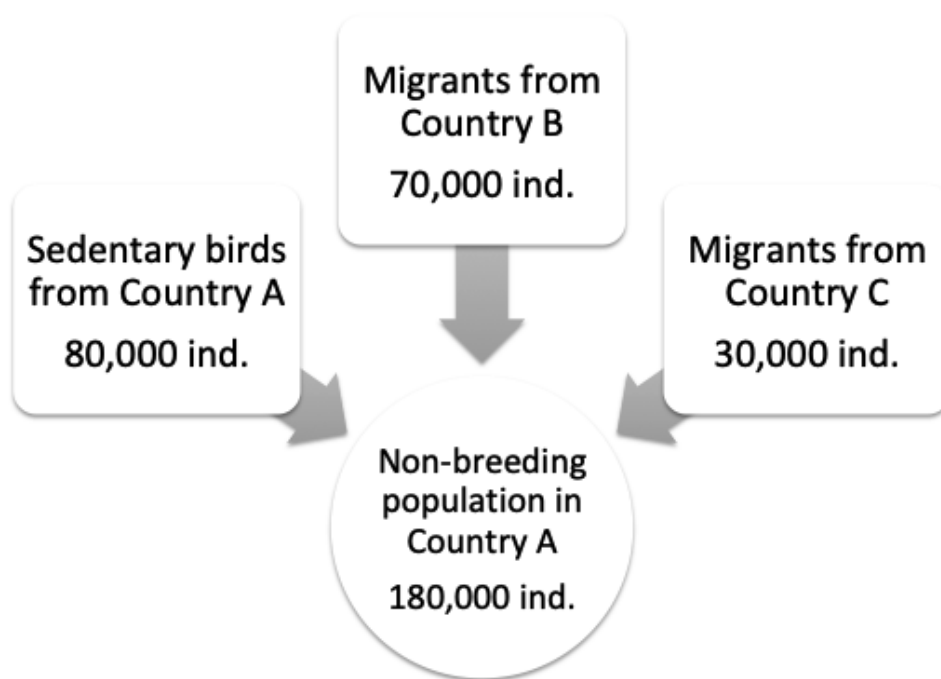 Migrants from
Country B
70,000 ind.
Sedentary birds
from Country A
80,000 ind.
Migrants from
Country C
30,000 ind.
Non-breeding
population in
Country A
180,000 ind.